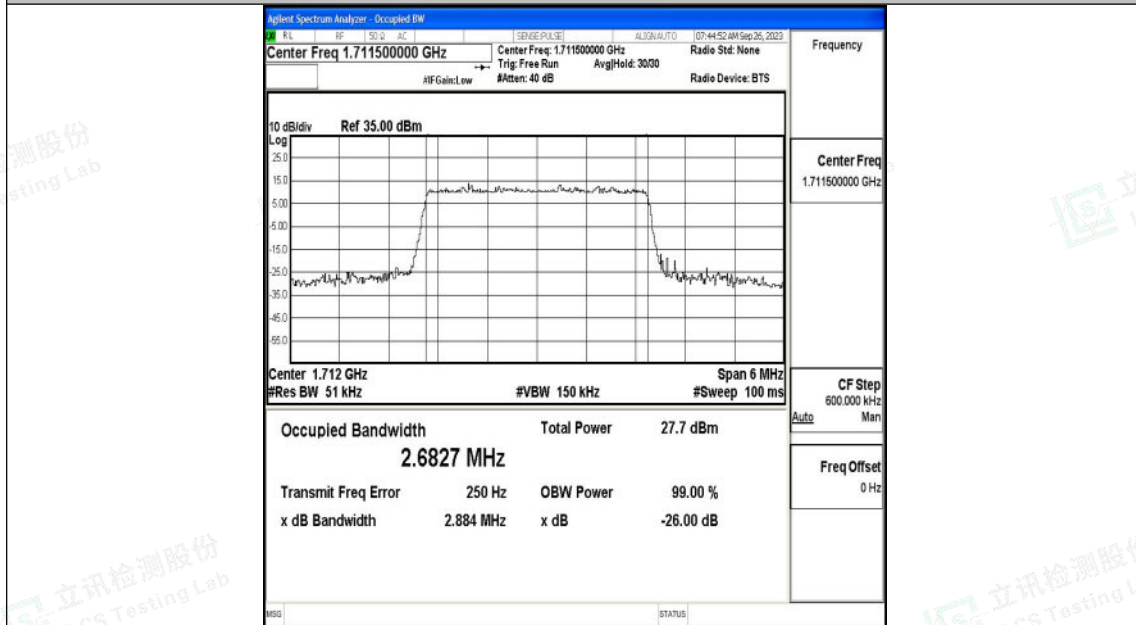 Agilent Spectrum Analyzer - Occupied BW
RL RF 50 Ω AC SENSE:PULSE ALIGNAUTO 07:44:52 AM Sep 26, 2023
Center Freq 1.711500000 GHz
Center Freq: 1.711500000 GHz Radio Std: None
Trig: Free Run Avg|Hold: 30/30
#IFGain:Low #Atten: 40 dB Radio Device: BTS
Frequency
10 dB/div Ref 35.00 dBm
Log
25.0
15.0
5.00
-5.00
-15.0
-25.0
-35.0
-45.0
-55.0
Center Freq
1.711500000 GHz
Center 1.712 GHz Span 6 MHz
#Res BW 51 kHz #VBW 150 kHz #Sweep 100 ms
CF Step
600.000 kHz
Auto Man
Occupied Bandwidth Total Power 27.7 dBm
2.6827 MHz
Transmit Freq Error 250 Hz OBW Power 99.00 %
x dB Bandwidth 2.884 MHz x dB -26.00 dB
Freq Offset
0 Hz
MSG STATUS
测股份
sting Lab
立讯检测股份
CS Testing Lab
立讯检测股份
CS Testing L